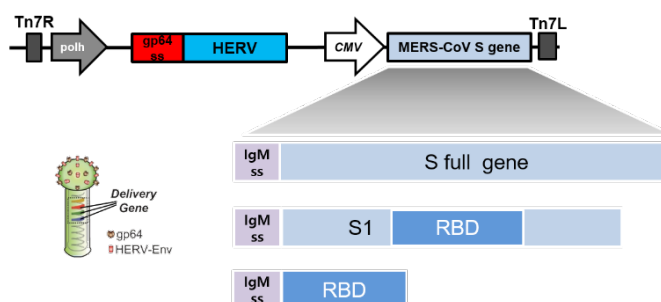 Tn7R
Tn7L
polh
gp64
ss
HERV
CMV
MERS-CoV S gene
IgM
ss
S full gene
Delivery
Gene
gp64
HERV-Env
IgM
ss
S1
RBD
IgM
ss
RBD